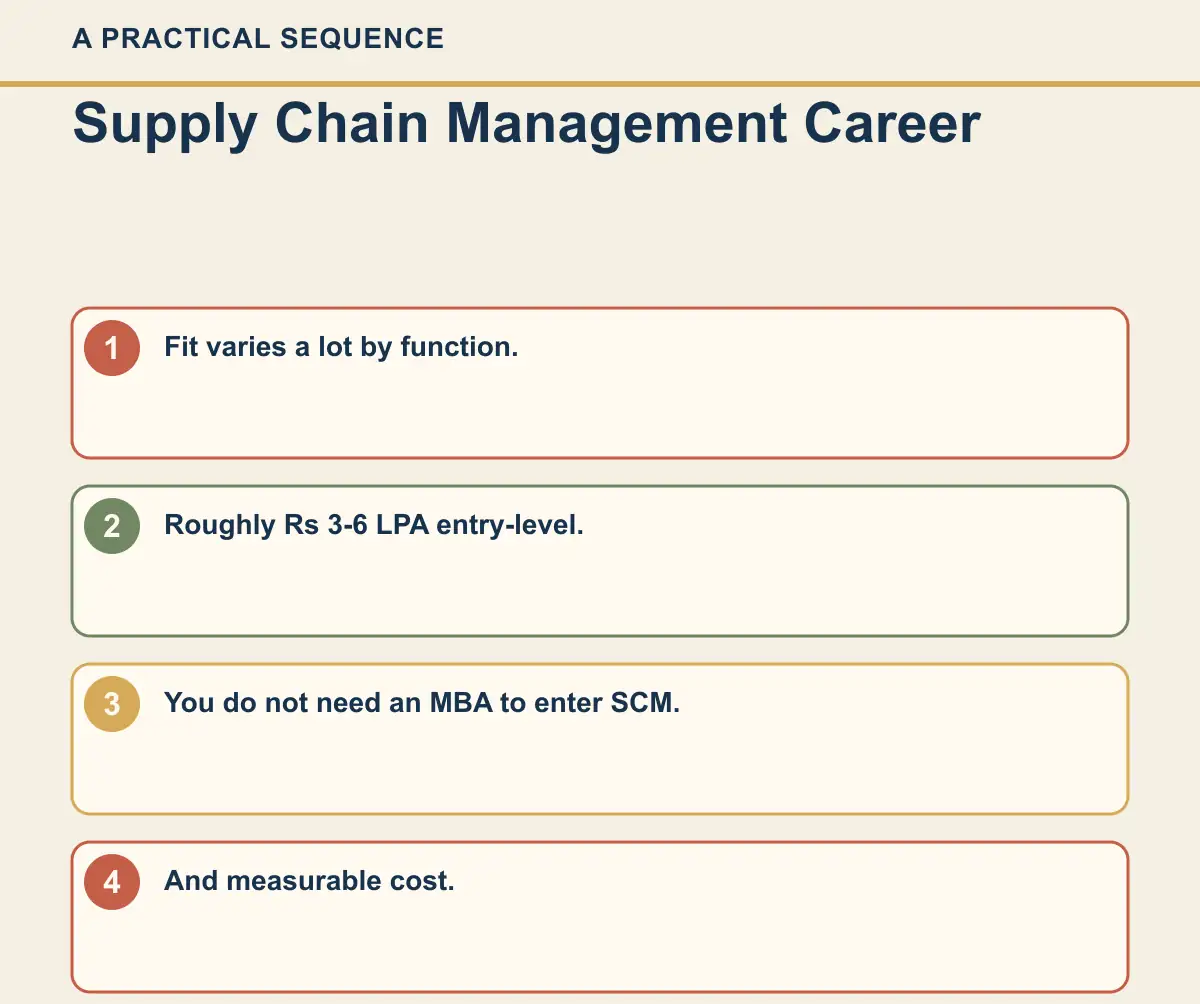 A PRACTICAL SEQUENCE
Supply Chain Management Career
1 Fit varies a lot by function.
2 Roughly Rs 3-6 LPA entry-level.
3 You do not need an MBA to enter SCM.
4 And measurable cost.